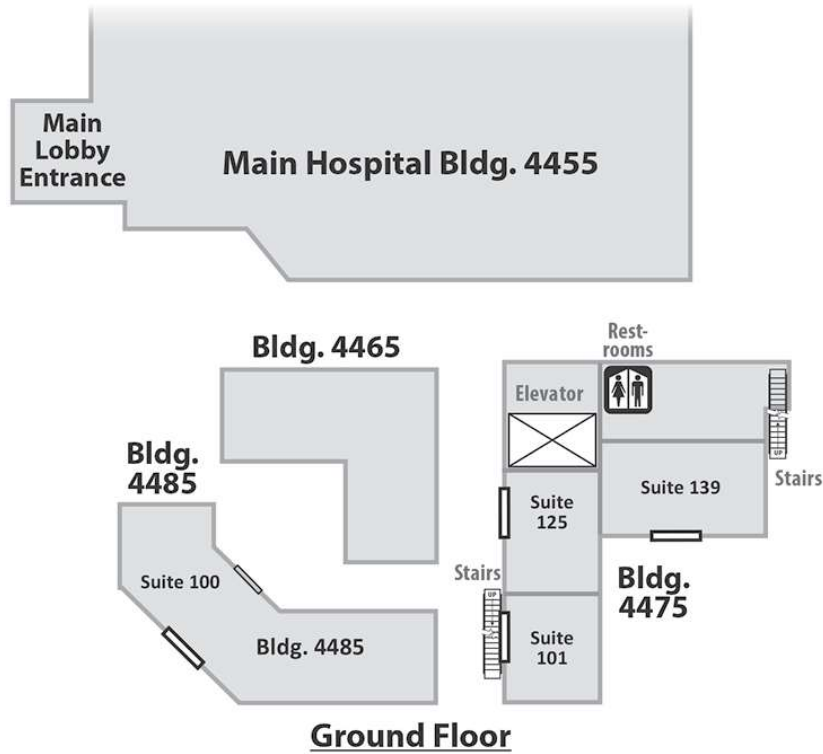 Main
Lobby
Entrance
Main Hospital Bldg. 4455
Rest-
rooms
Bldg. 4465
Elevator
Bldg.
4485
Suite
125
Suite 139
UP
Stairs
Suite 100
Stairs
UP
Bldg.
4475
Bldg. 4485
Suite
101
Ground Floor